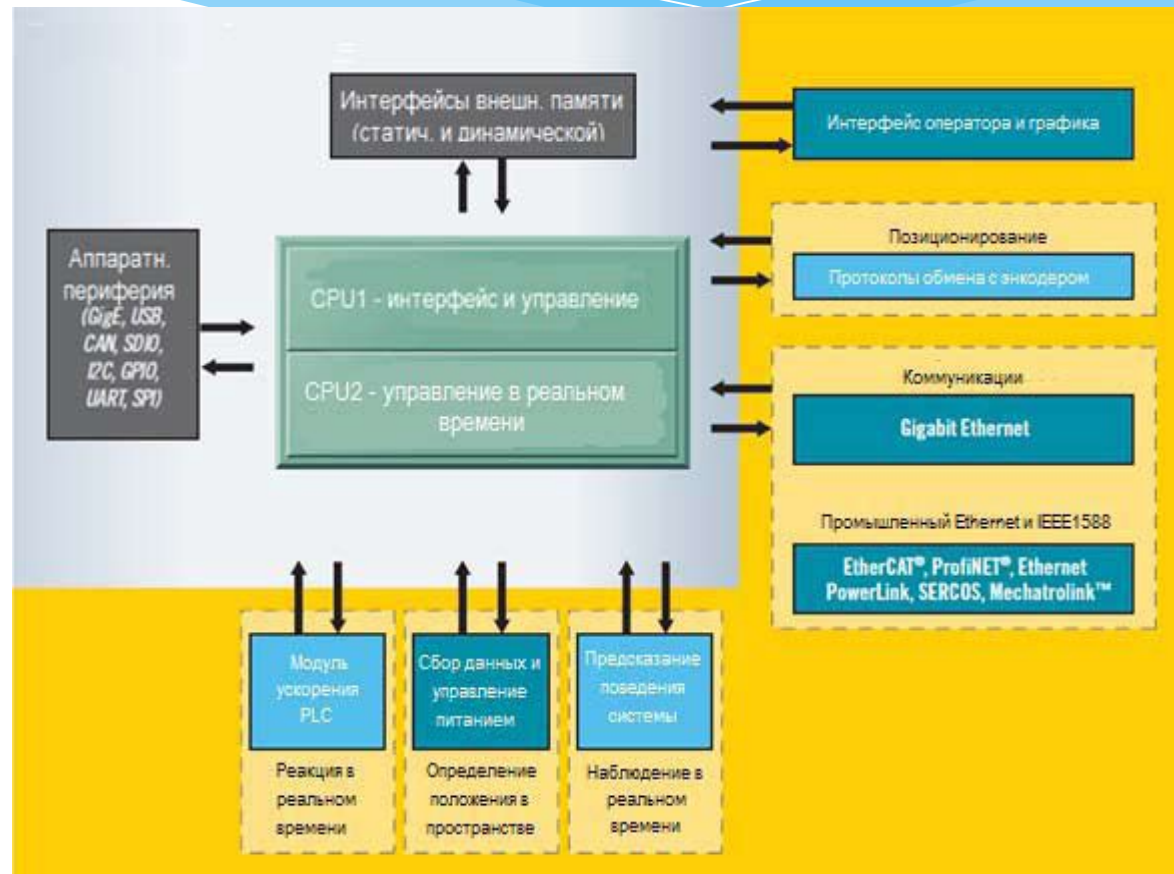 Интерфейсы внешн. памяти
(статич. и динамической)
Интерфейс оператора и графика
Позиционирование
Протоколы обмена с энкодером
Аппаратн.
периферия
(GigE, USB,
CAN, SDIO,
I2C, GPIO,
UART, SPI)
CPU1 - интерфейс и управление
CPU2 - управление в реальном
времени
Коммуникации
Gigabit Ethernet
Промышленный Ethernet и IEEE1588
EtherCAT®, ProfiNET®, Ethernet
PowerLink, SERCOS, Mechatrolink™
Модуль
ускорения
PLC
Реакция в
реальном
времени
Сбор данных и
управление
питанием
Определение
положения в
пространстве
Предсказание
поведения
системы
Наблюдение в
реальном
времени